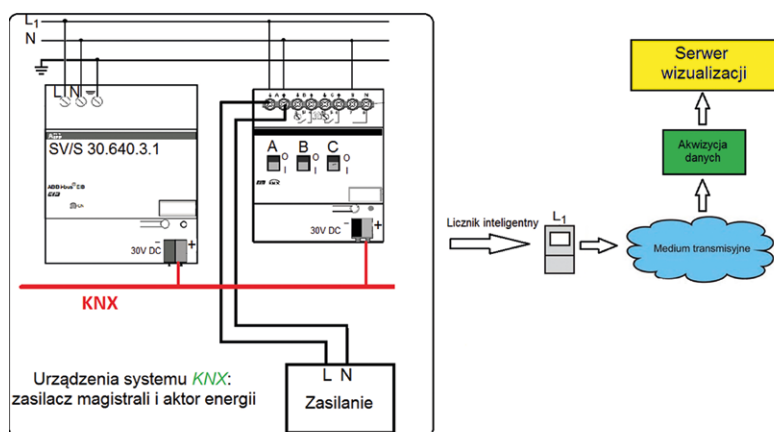 L₁
N
L N
SV/S 30.640.3.1
30V DC
- +
A B C
O O O
I I I
30V DC
- +
KNX
Urządzenia systemu KNX:
zasilacz magistrali i aktor energii
L N
Zasilanie
Licznik inteligentny
L₁
Medium transmisyjne
Akwizycja
danych
Serwer
wizualizacji